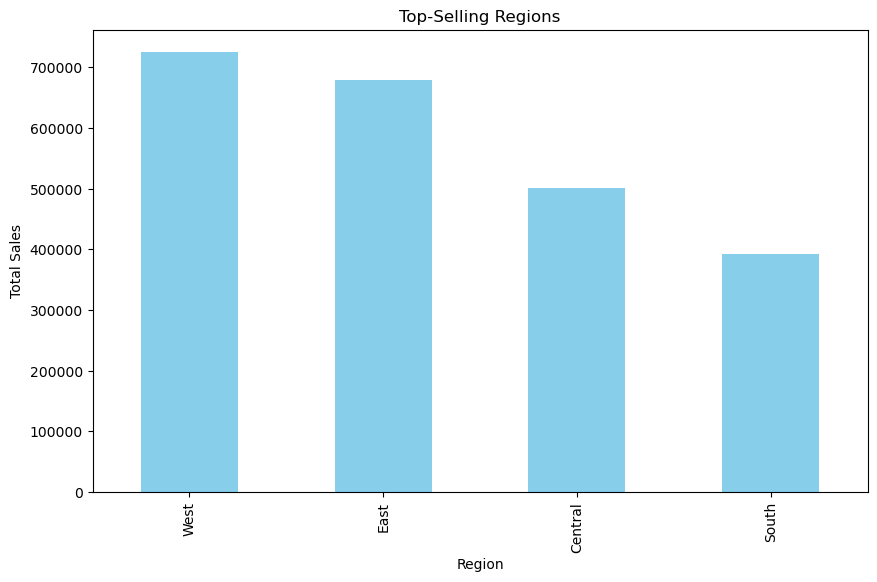 Top-Selling Regions
Total Sales
700000
600000
500000
400000
300000
200000
100000
0
West
East
Central
South
Region